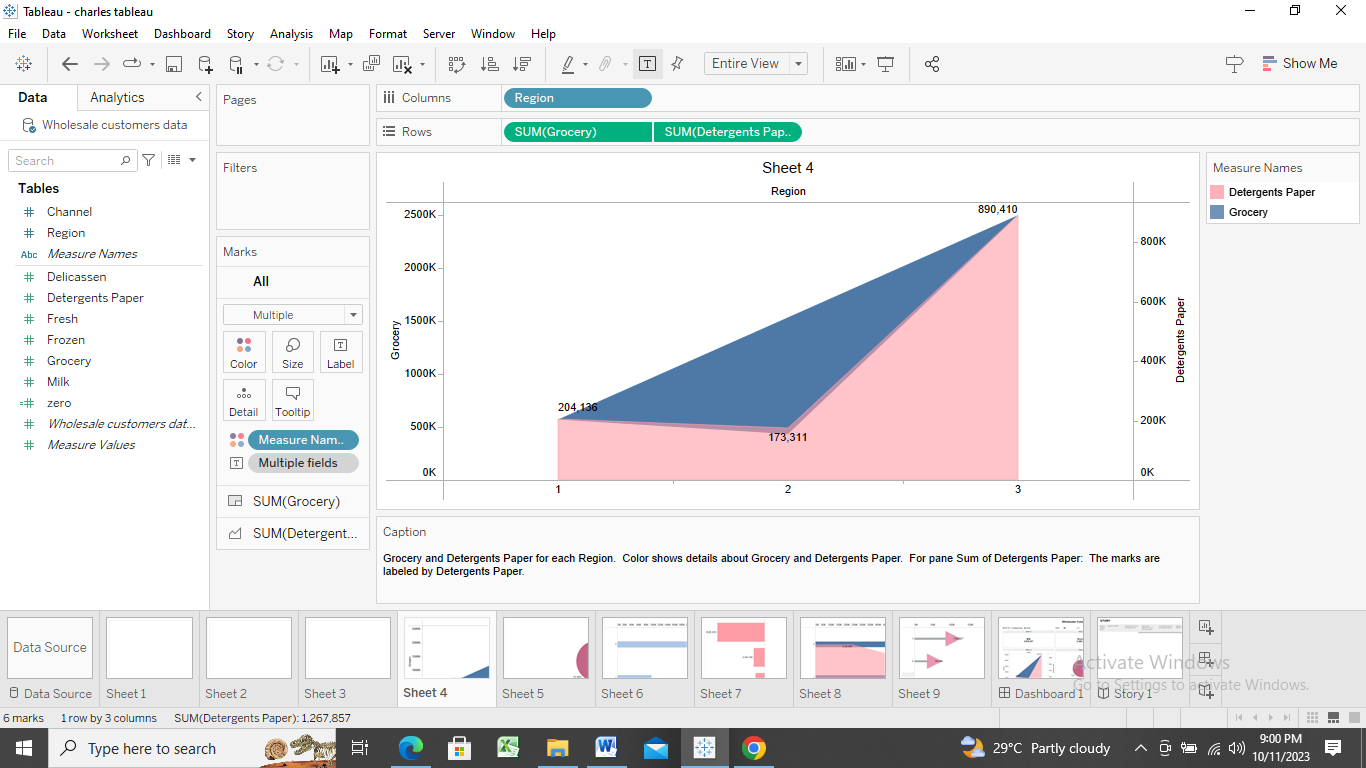 Tableau - charles tableau
File Data Worksheet Dashboard Story Analysis Map Format Server Window Help
Entire View
Show Me
Data Analytics
Wholesale customers data
Search
Tables
Channel
Region
Abc Measure Names
Delicassen
Detergents Paper
Fresh
Frozen
Grocery
Milk
zero
Wholesale customers dat...
Measure Values
Pages
Filters
Marks
All
Multiple
Color Size Label
Detail Tooltip
Measure Nam..
Multiple fields
SUM(Grocery)
SUM(Detergent...
Columns Region
Rows SUM(Grocery) SUM(Detergents Pap..
Sheet 4
Region
2500K
2000K
1500K
1000K
500K
0K
Grocery
890,410
204,136
173,311
1 2 3
800K
600K
400K
200K
0K
Detergents Paper
Measure Names
Detergents Paper
Grocery
Caption
Grocery and Detergents Paper for each Region. Color shows details about Grocery and Detergents Paper. For pane Sum of Detergents Paper: The marks are
labeled by Detergents Paper.
Data Source
Data Source Sheet 1 Sheet 2 Sheet 3 Sheet 4 Sheet 5 Sheet 6 Sheet 7 Sheet 8 Sheet 9 Dashboard 1 Story 1
Activate Windows
Go to Settings to activate Windows.
6 marks 1 row by 3 columns SUM(Detergents Paper): 1,267,857
Type here to search
29°C Partly cloudy
9:00 PM
10/11/2023